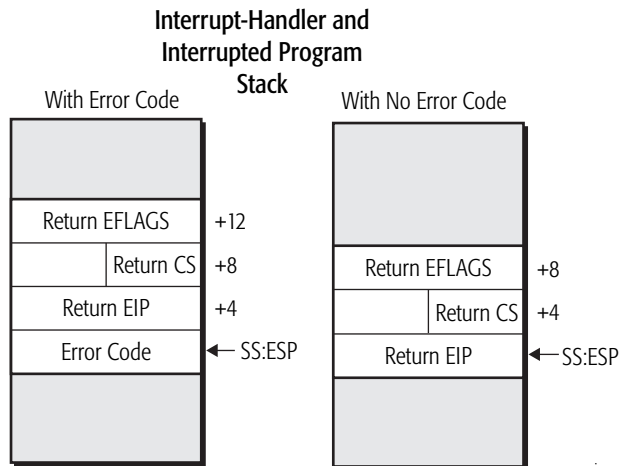 Interrupt-Handler and
Interrupted Program
Stack
With Error Code
Return EFLAGS +12
Return CS +8
Return EIP +4
Error Code SS:ESP
With No Error Code
Return EFLAGS +8
Return CS +4
Return EIP SS:ESP